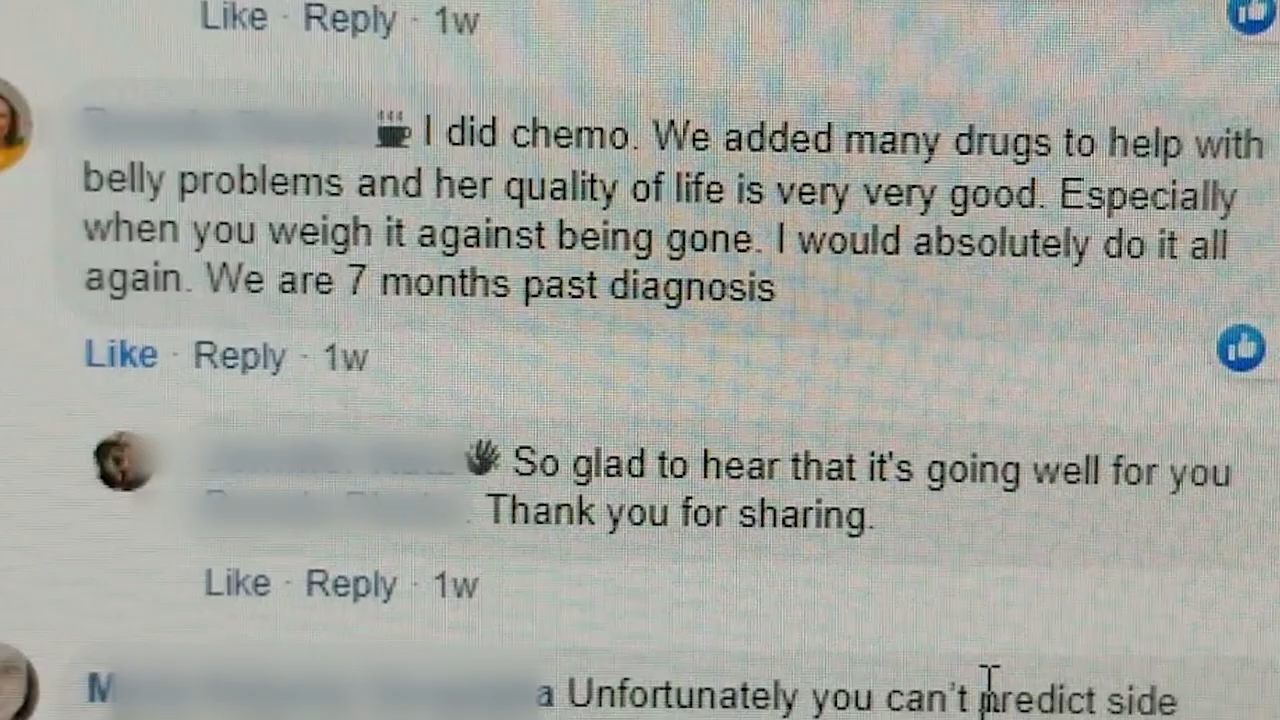 Like · Reply · 1w
I did chemo. We added many drugs to help with
belly problems and her quality of life is very very good. Especially
when you weigh it against being gone. I would absolutely do it all
again. We are 7 months past diagnosis
Like · Reply · 1w
So glad to hear that it's going well for you
Thank you for sharing.
Like · Reply · 1w
M a Unfortunately you can't predict side